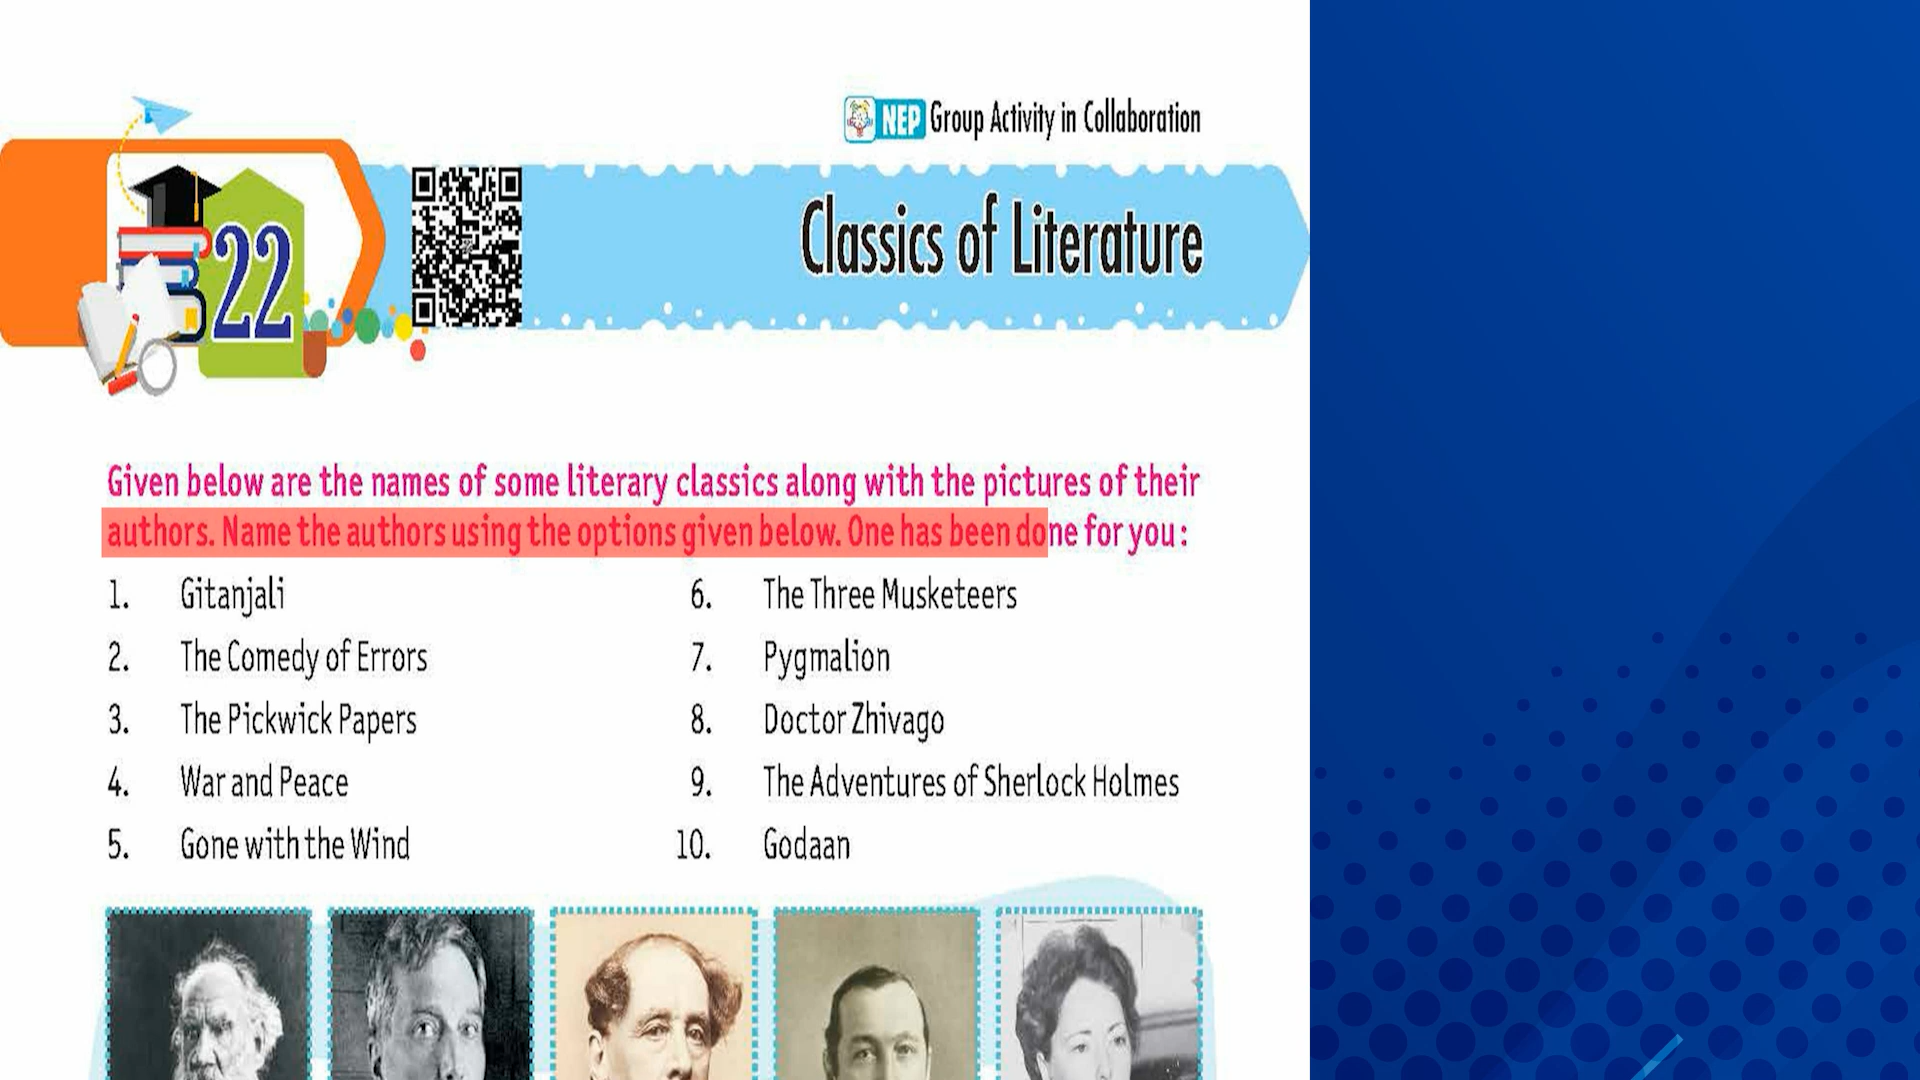 NEP Group Activity in Collaboration
22
Classics of Literature
Given below are the names of some literary classics along with the pictures of their
authors. Name the authors using the options given below. One has been done for you :
1. Gitanjali
2. The Comedy of Errors
3. The Pickwick Papers
4. War and Peace
5. Gone with the Wind
6. The Three Musketeers
7. Pygmalion
8. Doctor Zhivago
9. The Adventures of Sherlock Holmes
10. Godaan